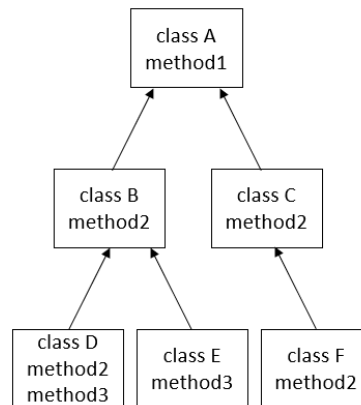 class A
method1
class B
method2
class C
method2
class D
method2
method3
class E
method3
class F
method2